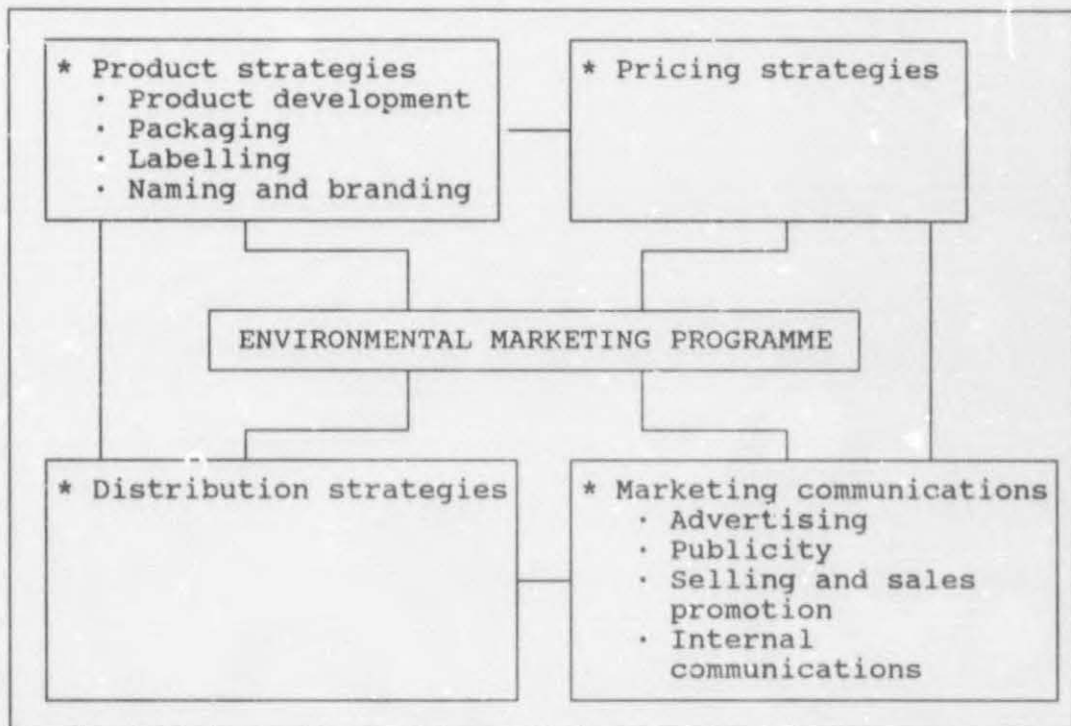 * Product strategies
· Product development
· Packaging
· Labelling
· Naming and branding
* Pricing strategies
ENVIRONMENTAL MARKETING PROGRAMME
* Distribution strategies
* Marketing communications
· Advertising
· Publicity
· Selling and sales
promotion
· Internal
communications